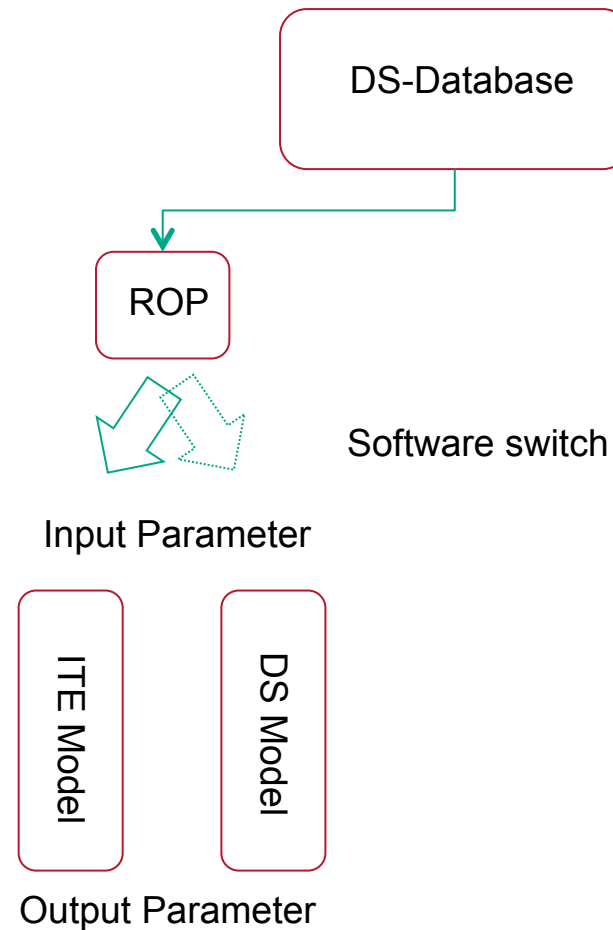 DS-Database
ROP
Software switch
Input Parameter
ITE Model
DS Model
Output Parameter